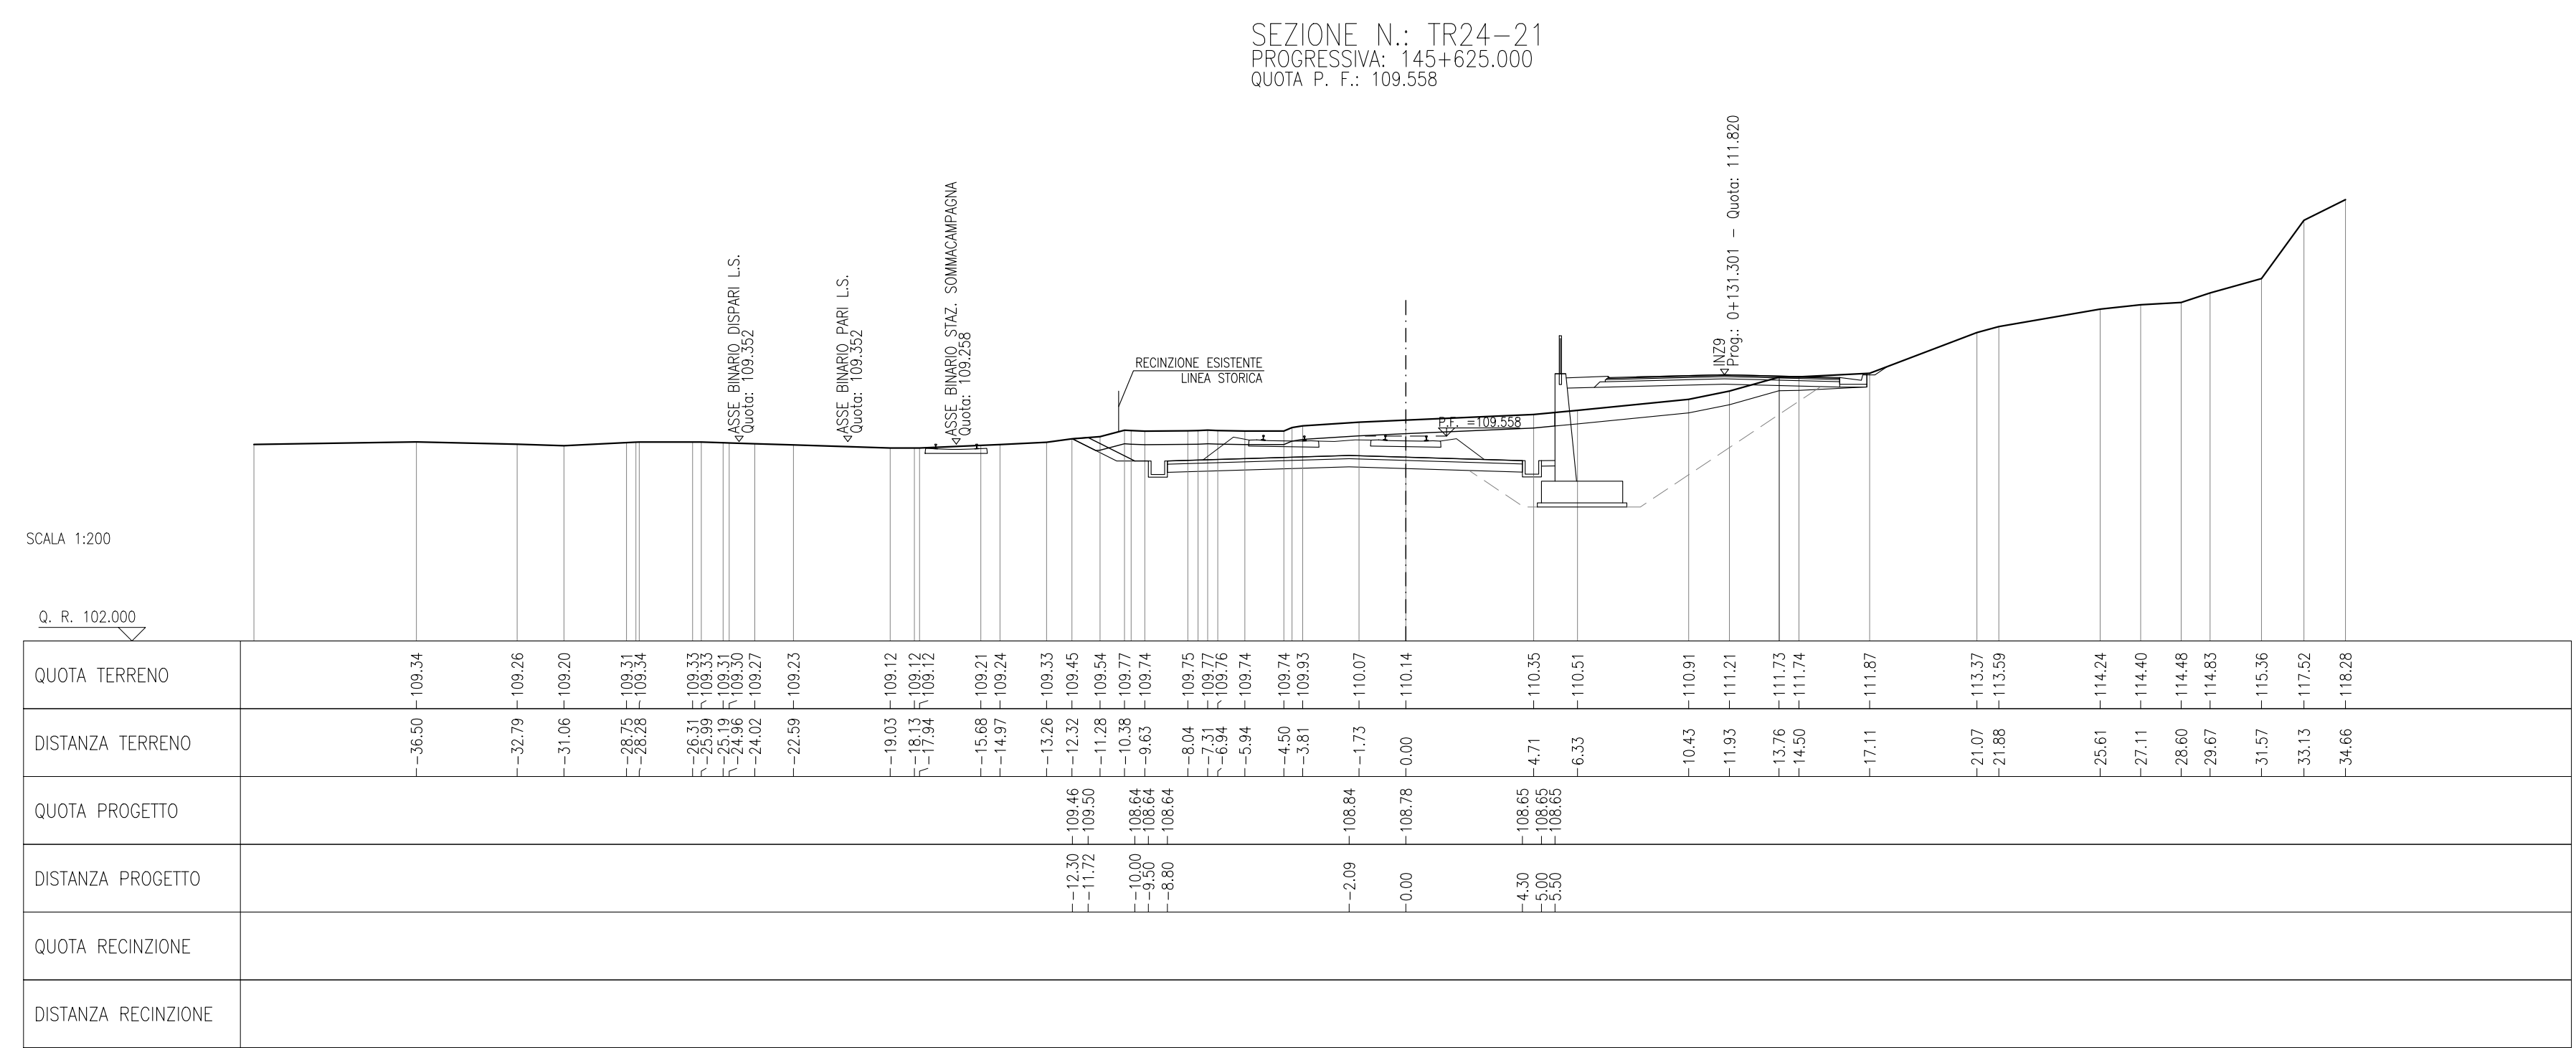 SEZIONE N.: TR24-21
PROGRESSIVA: 145+625.000
QUOTA P. F.: 109.558
ASSE BINARIO DISPARI L.S.
Quota: 109.352
ASSE BINARIO PARI L.S.
Quota: 109.352
ASSE BINARIO STAZ. SOMMACAMPAGNA
Quota: 109.258
RECINZIONE ESISTENTE
LINEA STORICA
P.F. =109.558
INZ9
Prog.: 0+131.301 - Quota: 111.820
SCALA 1:200
Q. R. 102.000
QUOTA TERRENO 109.34 109.26 109.20 109.31 109.34 109.33 109.33 109.31 109.30 109.27 109.23 109.12 109.12 109.12 109.21 109.24 109.33 109.45 109.54 109.77 109.74 109.75 109.77 109.76 109.74 109.74 109.93 110.07 110.14 110.35 110.51 110.91 111.21 111.73 111.74 111.87 113.37 113.59 114.24 114.40 114.48 114.83 115.36 117.52 118.28
DISTANZA TERRENO -36.50 -32.79 -31.06 -28.75 -28.28 -26.31 -25.99 -25.19 -24.96 -24.02 -22.59 -19.03 -18.13 -17.94 -15.68 -14.97 -13.26 -12.32 -11.28 -10.38 -9.63 -8.04 -7.31 -6.94 -5.94 -4.50 -3.81 -1.73 0.00 4.71 6.33 10.43 11.93 13.76 14.50 17.11 21.07 21.88 25.61 27.11 28.60 29.67 31.57 33.13 34.66
QUOTA PROGETTO 109.46 109.50 108.64 108.64 108.64 108.84 108.78 108.65 108.65 108.65
DISTANZA PROGETTO -12.30 -11.72 -10.00 -9.50 -8.80 -2.09 0.00 4.30 5.00 5.50
QUOTA RECINZIONE
DISTANZA RECINZIONE